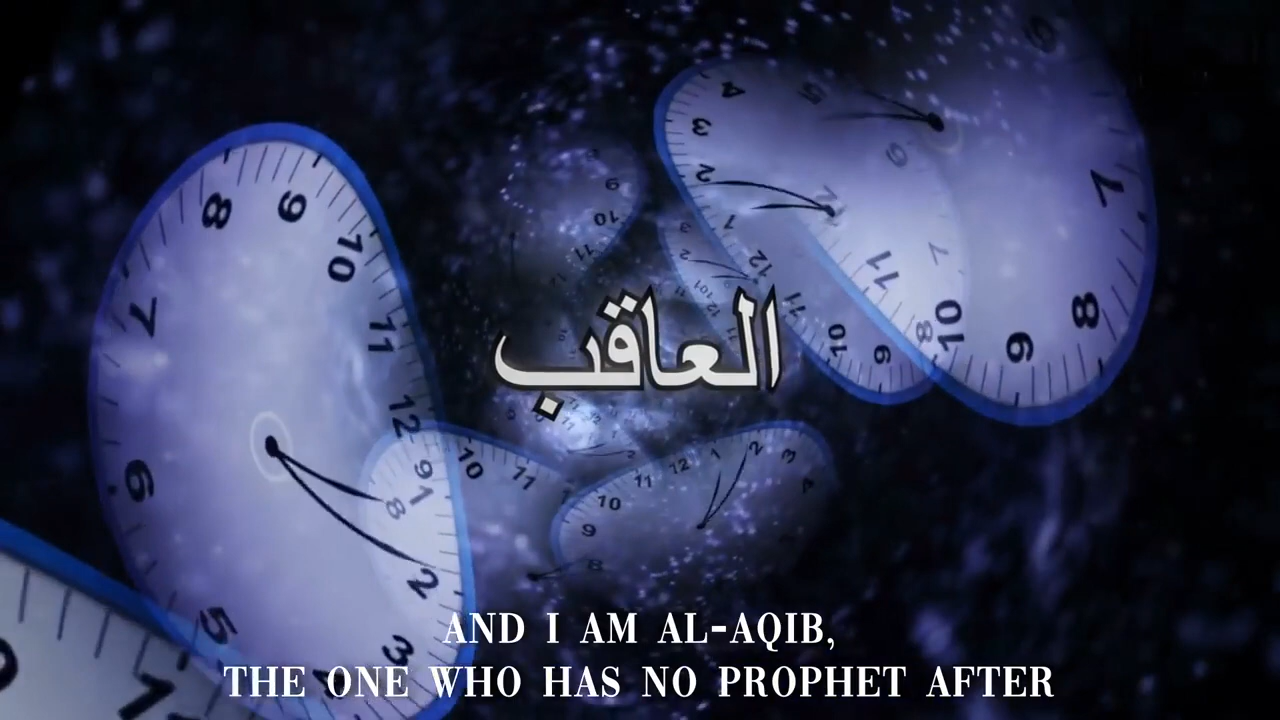 العاقب
AND I AM AL-AQIB,
THE ONE WHO HAS NO PROPHET AFTER